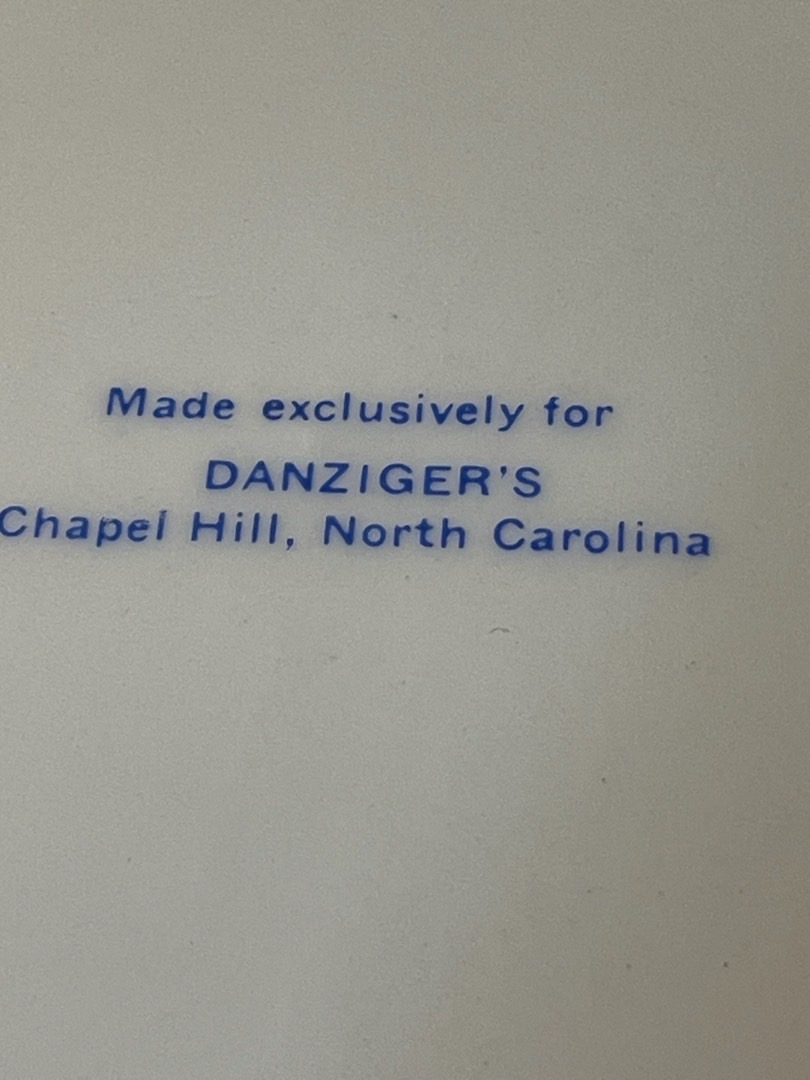 Made exclusively for
DANZIGER'S
Chapel Hill, North Carolina